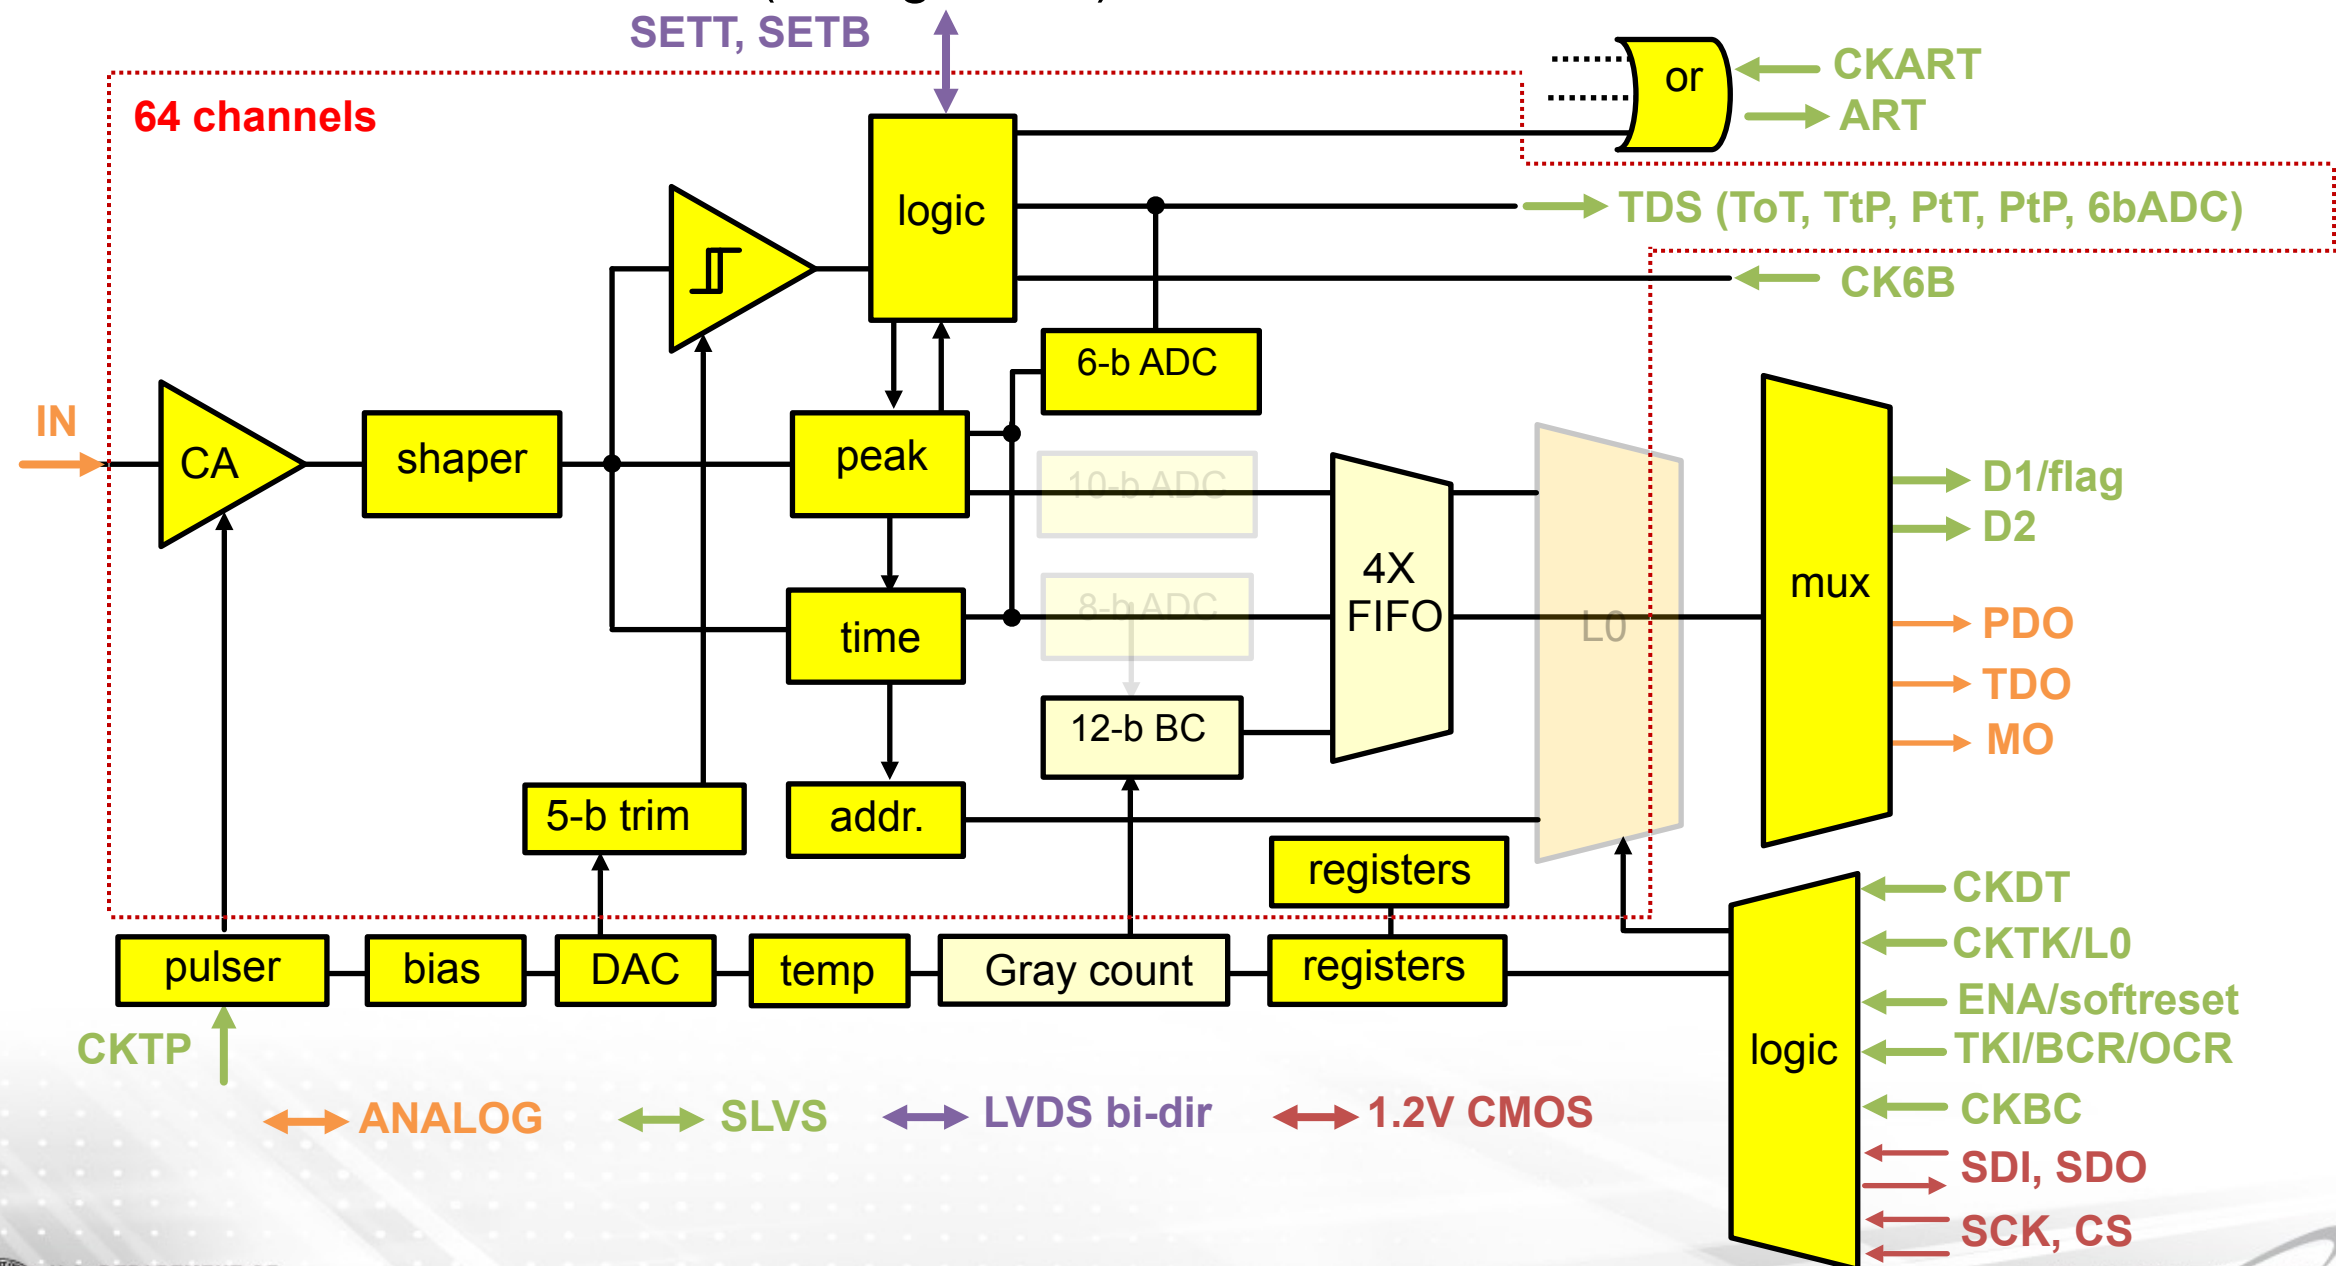 SETT, SETB
or
CKART
ART
64 channels
logic
TDS (ToT, TtP, PtT, PtP, 6bADC)
CK6B
6-b ADC
IN
CA
shaper
peak
10-b ADC
4X
FIFO
8-b ADC
time
L0
mux
D1/flag
D2
PDO
TDO
MO
12-b BC
5-b trim
addr.
registers
pulser
bias
DAC
temp
Gray count
registers
logic
CKDT
CKTK/L0
ENA/softreset
TKI/BCR/OCR
CKBC
SDI, SDO
SCK, CS
CKTP
ANALOG
SLVS
LVDS bi-dir
1.2V CMOS